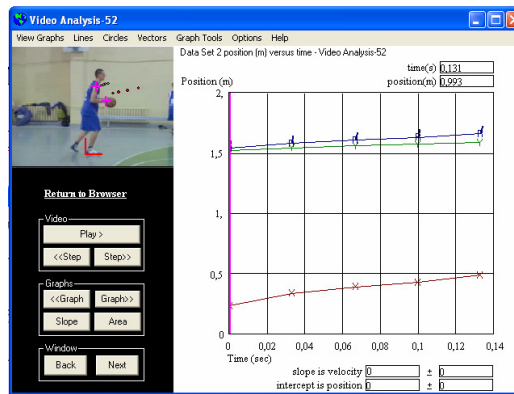 Video Analysis-52
View Graphs Lines Circles Vectors Graph Tools Options Help
Data Set 2 position (m) versus time - Video Analysis-52
time(s) 0,131
Position (m) position(m) 0,993
2,
1,5
1,
0,5
0
0 0,02 0,04 0,06 0,08 0,1 0,12 0,14
Time (sec)
slope is velocity 0 ± 0
intercept is position 0 ± 0
Return to Browser
Video
Play >
<<Step Step>>
Graphs
<<Graph Graph>>
Slope Area
Window
Back Next